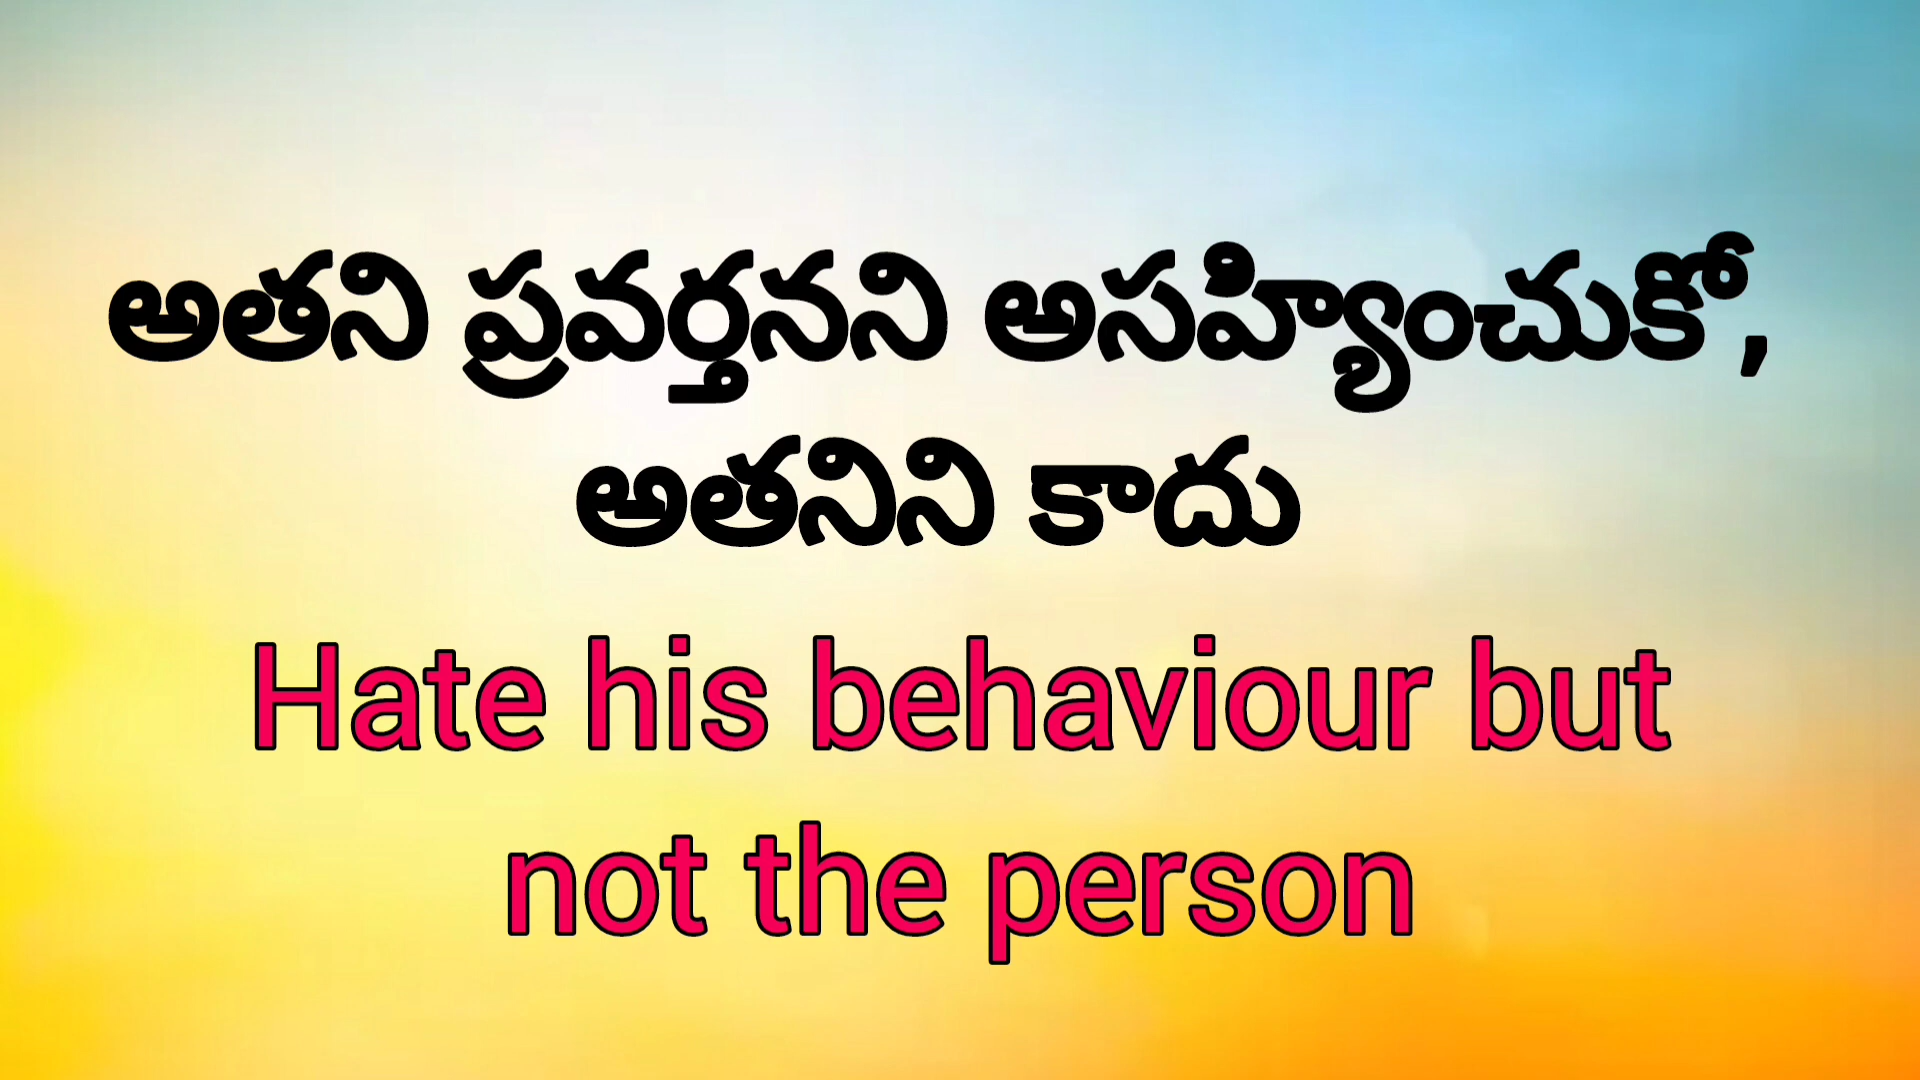 అతని ప్రవర్తనని అసహ్యించుకో,
అతనిని కాదు
Hate his behaviour but
not the person